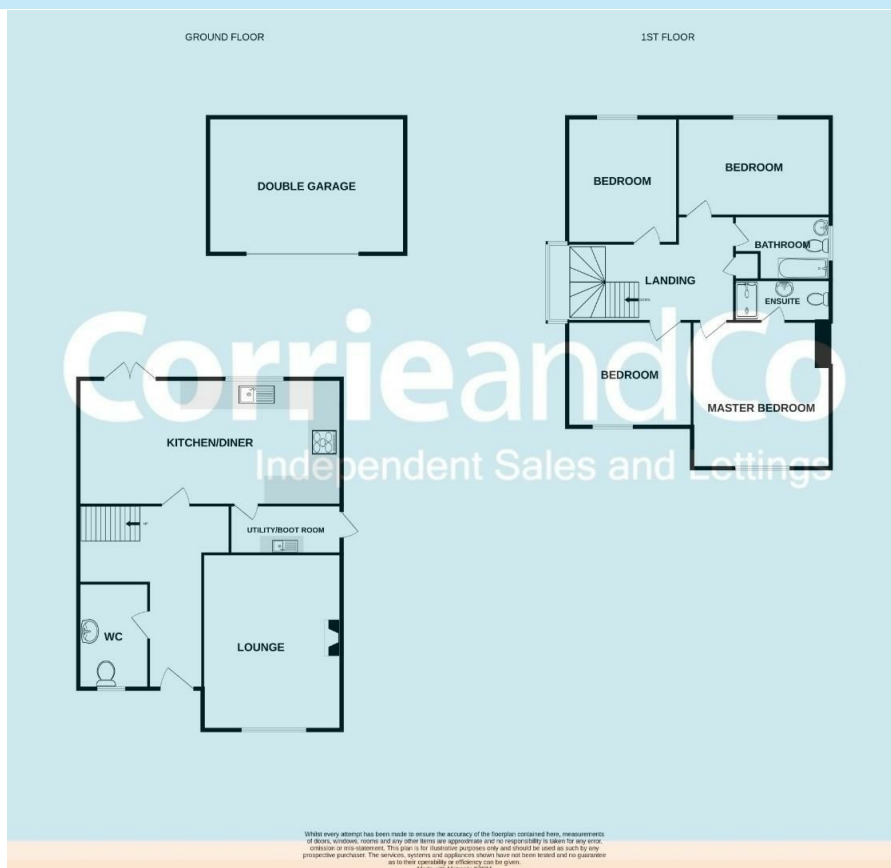 GROUND FLOOR
1ST FLOOR
DOUBLE GARAGE
BEDROOM
BEDROOM
BATHROOM
LANDING
DOWN
ENSUITE
BEDROOM
MASTER BEDROOM
CorrieandCo
Independent Sales and Lettings
KITCHEN/DINER
UP
UTILITY/BOOT ROOM
WC
LOUNGE
Whilst every attempt has been made to ensure the accuracy of the floorplan contained here, measurements
of doors, windows, rooms and any other items are approximate and no responsibility is taken for any error,
omission or mis-statement. This plan is for illustrative purposes only and should be used as such by any
prospective purchaser. The services, systems and appliances shown have not been tested and no guarantee
as to their operability or efficiency can be given.